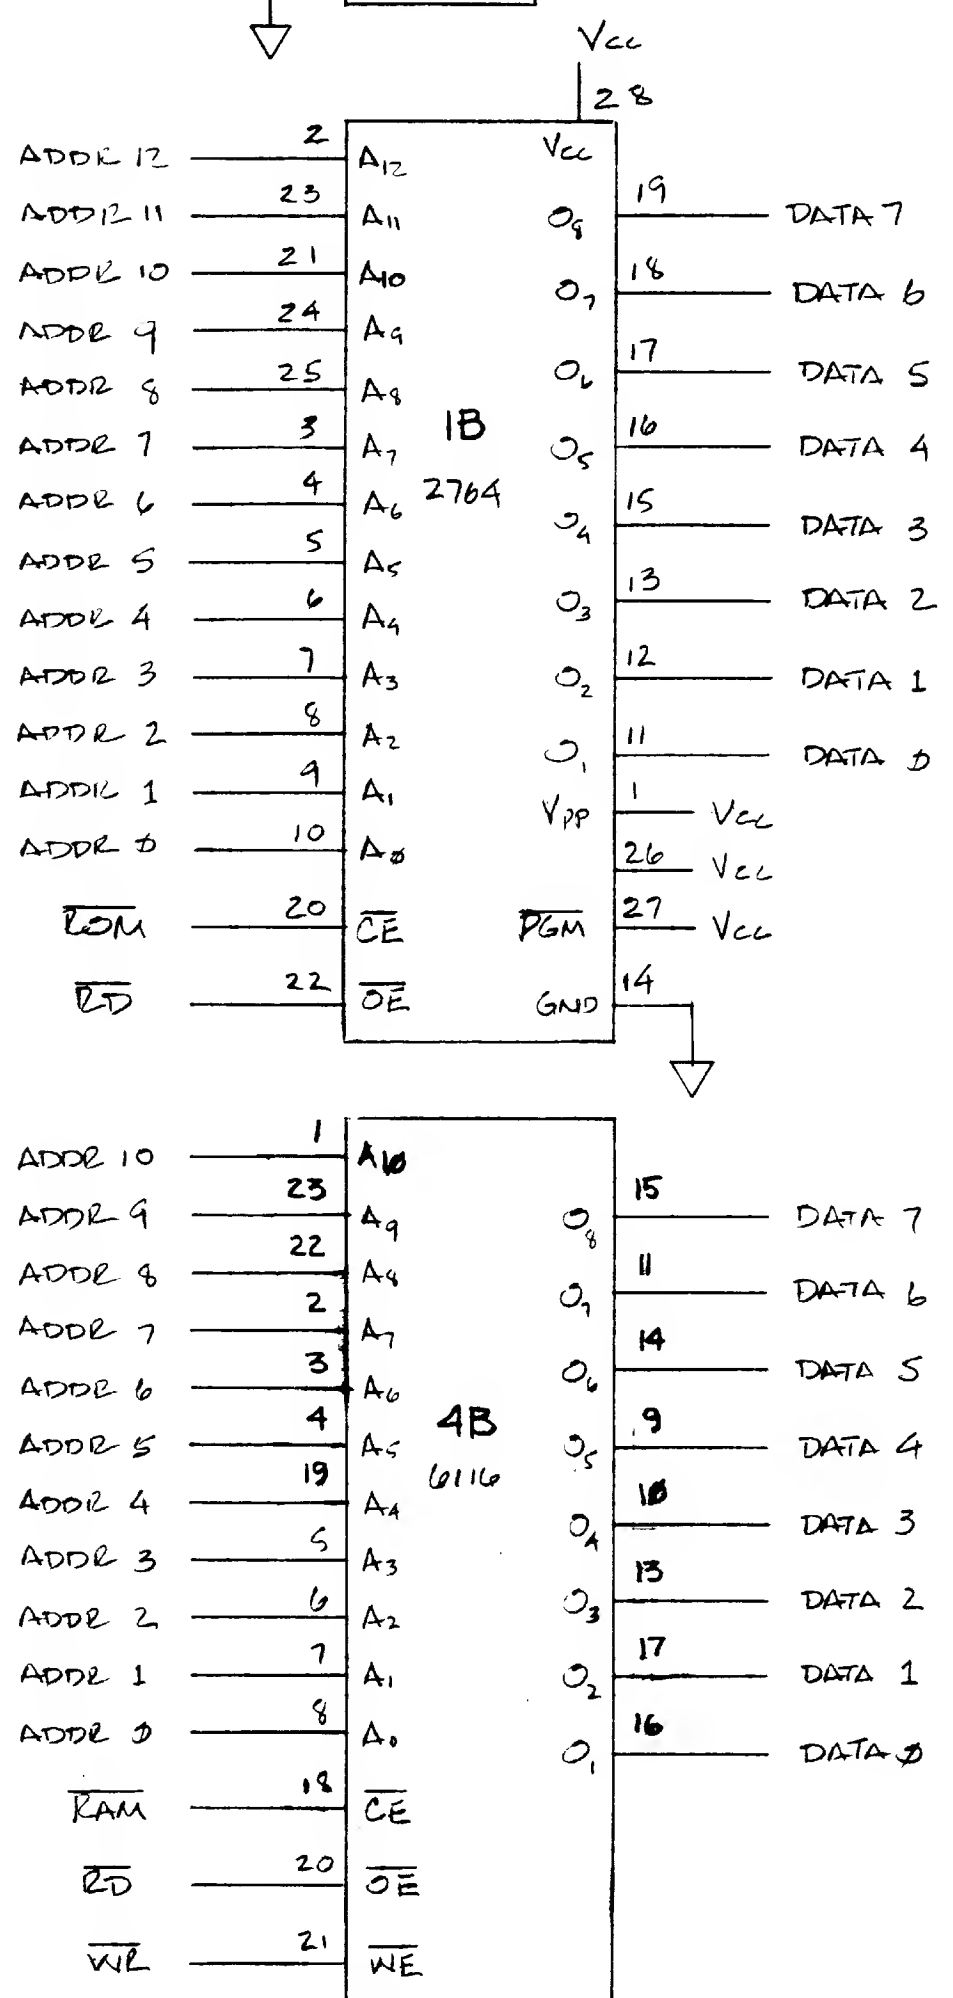 Vcc
28
ADDR 12 2 A12 Vcc
ADDR 11 23 A11 O8 19 DATA 7
ADDR 10 21 A10 O7 18 DATA 6
ADDR 9 24 A9
ADDR 8 25 A8 O6 17 DATA 5
ADDR 7 3 A7 1B O5 16 DATA 4
ADDR 6 4 A6 2764
ADDR 5 5 A5 O4 15 DATA 3
ADDR 4 6 A4 O3 13 DATA 2
ADDR 3 7 A3 O2 12 DATA 1
ADDR 2 8 A2 O1 11 DATA 0
ADDR 1 9 A1 VPP 1 Vcc
ADDR 0 10 A0 26 Vcc
ROM 20 CE PGM 27 Vcc
RD 22 OE GND 14
ADDR 10 1 A10
ADDR 9 23 A9 O8 15 DATA 7
ADDR 8 22 A8 O7 11 DATA 6
ADDR 7 2 A7
ADDR 6 3 A6 O6 14 DATA 5
ADDR 5 4 A5 4B O5 9 DATA 4
ADDR 4 19 A4 6116 O4 10 DATA 3
ADDR 3 5 A3
ADDR 2 6 A2 O3 13 DATA 2
ADDR 1 7 A1 O2 17 DATA 1
ADDR 0 8 A0 O1 16 DATA 0
RAM 18 CE
RD 20 OE
WR 21 WE